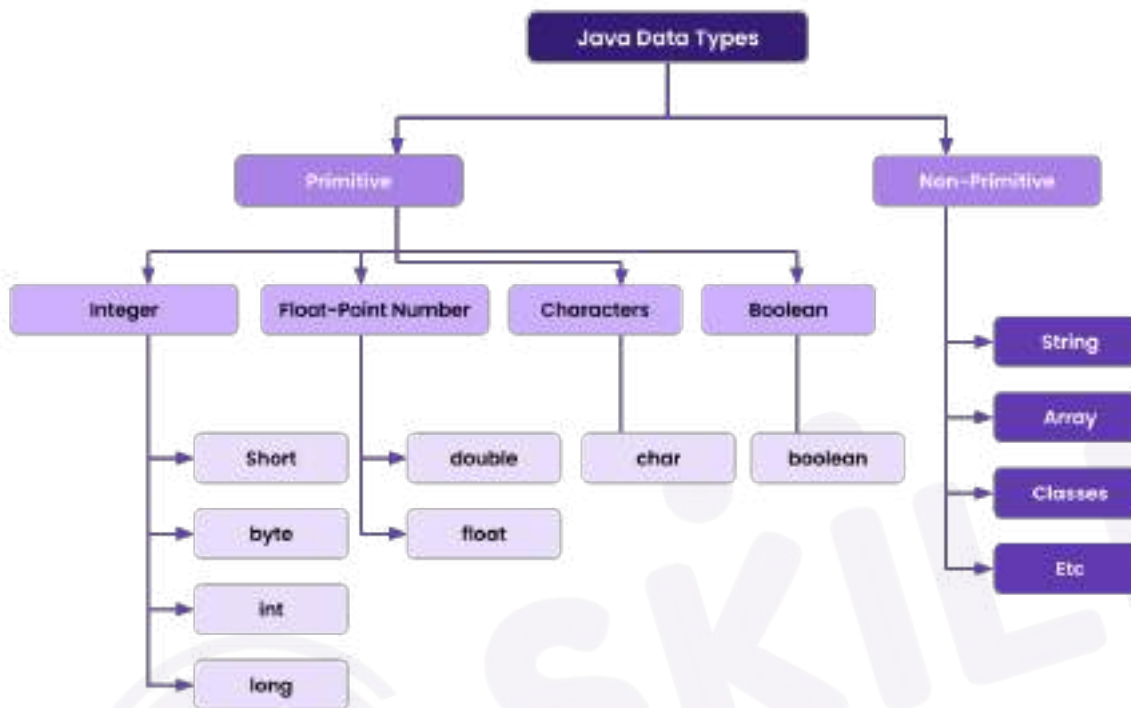 Java Data Types
Primitive
Non-Primitive
Integer
Float-Point Number
Characters
Boolean
String
Array
Classes
Etc
Short
double
char
boolean
byte
float
int
long
SKIL